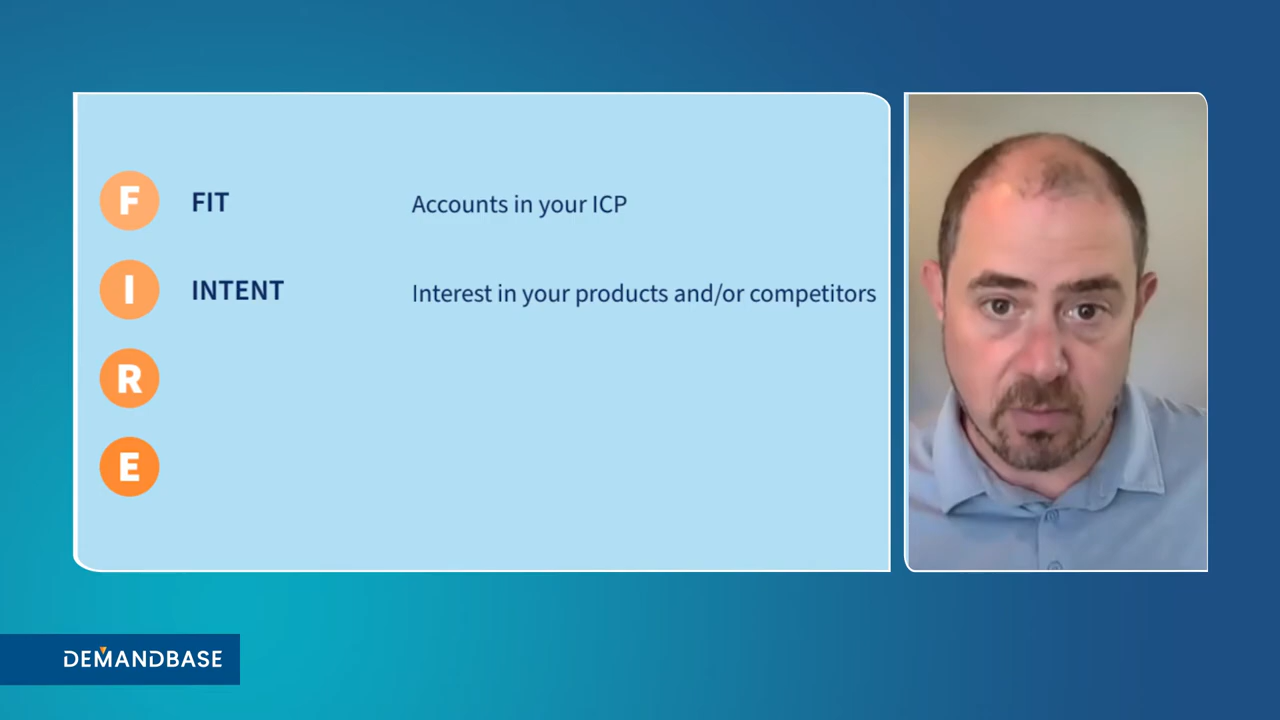 F FIT Accounts in your ICP
I INTENT Interest in your products and/or competitors
R
E
DEMANDBASE